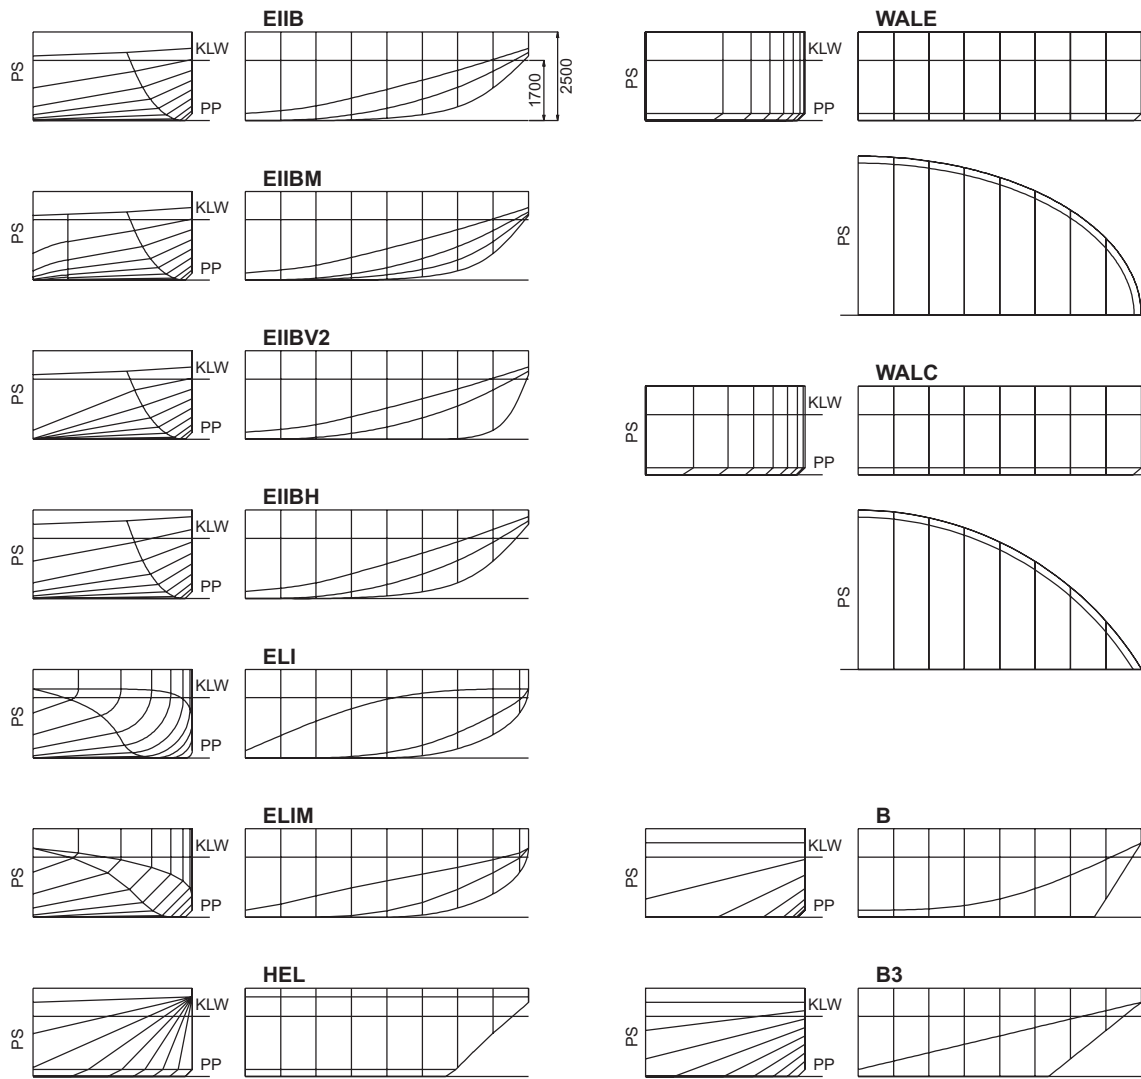 EIIB
PS
KLW
PP
1700
2500
EIIBM
PS
KLW
PP
EIIBV2
PS
KLW
PP
EIIBH
PS
KLW
PP
ELI
PS
KLW
PP
ELIM
PS
KLW
PP
HEL
PS
KLW
PP
WALE
PS
KLW
PP
PS
WALC
PS
KLW
PP
PS
B
PS
KLW
PP
B3
PS
KLW
PP